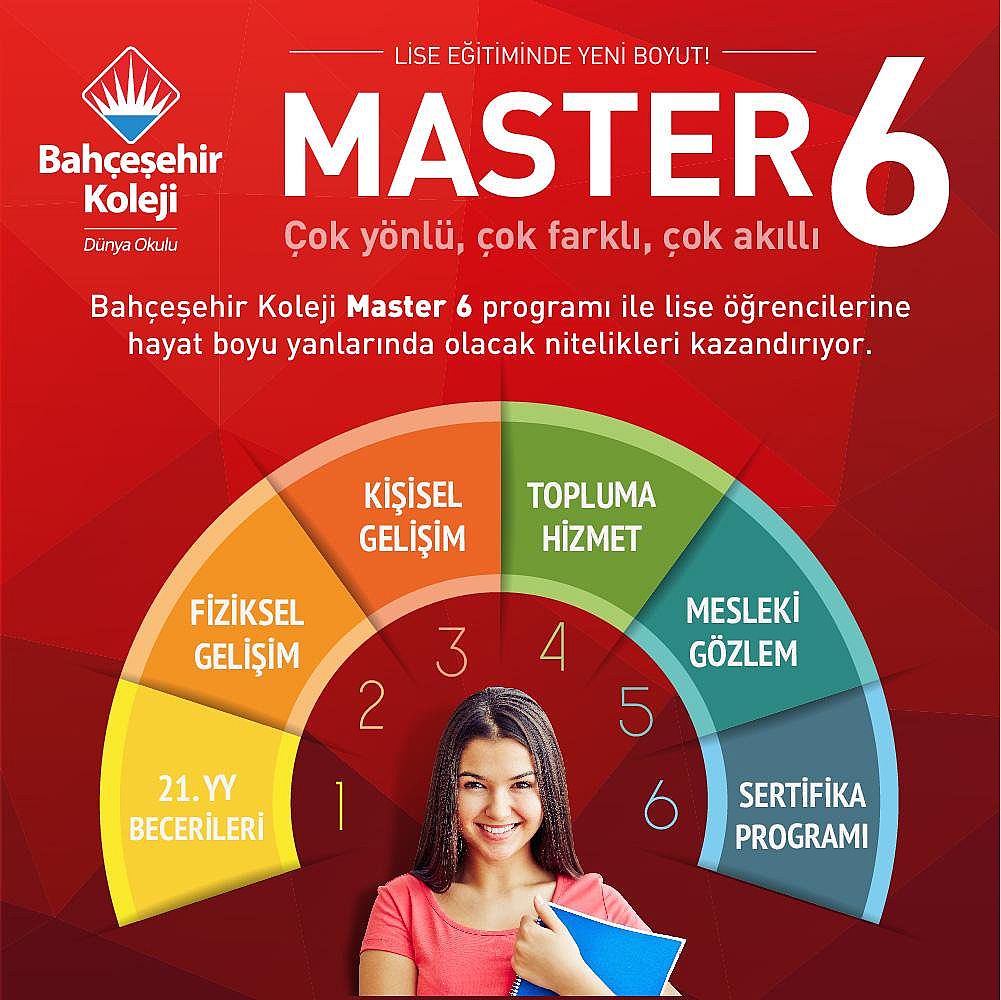 LİSE EĞİTİMİNDE YENİ BOYUT!
MASTER 6
Çok yönlü, çok farklı, çok akıllı
Bahçeşehir
Koleji
Dünya Okulu
Bahçeşehir Koleji Master 6 programı ile lise öğrencilerine
hayat boyu yanlarında olacak nitelikleri kazandırıyor.
21. YY
BECERİLERİ
1
FİZİKSEL
GELİŞİM
2
KİŞİSEL
GELİŞİM
3
TOPLUMA
HİZMET
4
MESLEKİ
GÖZLEM
5
SERTİFİKA
PROGRAMI
6